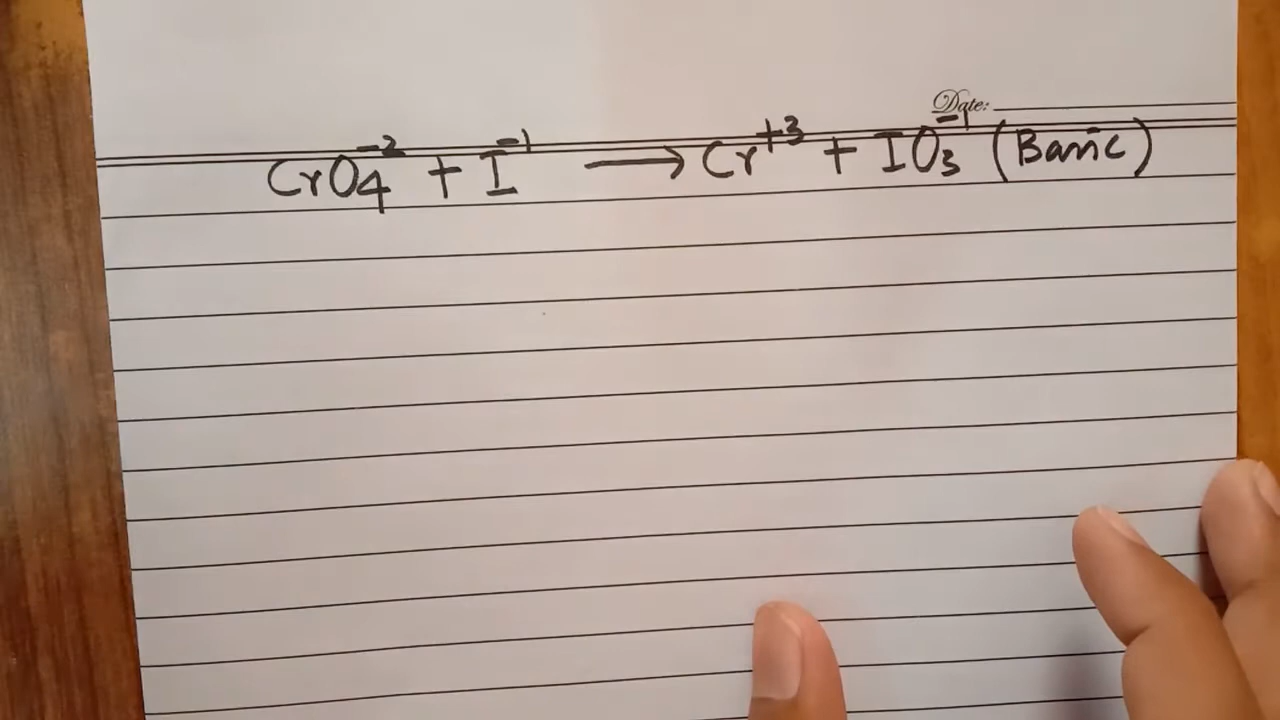 Date:
CrO₄⁻² + I⁻¹ ⟶ Cr⁺³ + IO₃⁻¹ (Basic)